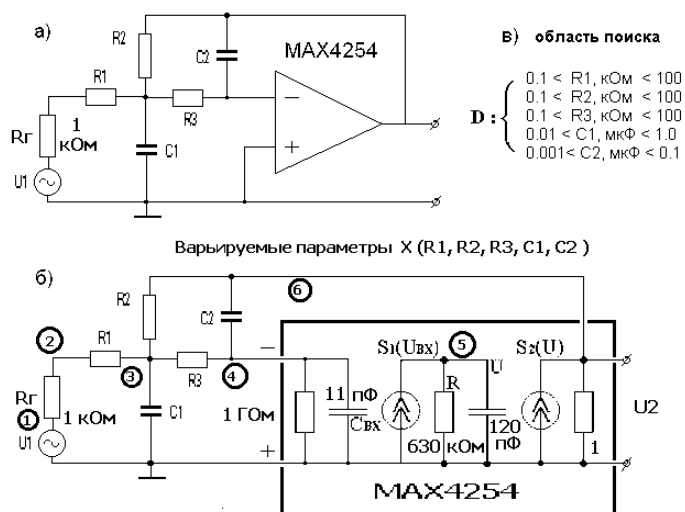 а)
R2
C2
MAX4254
R1
R3
Rг
1
кОм
C1
U1
−
+
в) область поиска
D :
0.1 < R1, кОм < 100
0.1 < R2, кОм < 100
0.1 < R3, кОм < 100
0.01 < C1, мкФ < 1.0
0.001< C2, мкФ < 0.1
Варьируемые параметры X (R1, R2, R3, C1, C2 )
б)
6
R2
C2
2
R1
3
R3
4
−
S1(UВХ)
5
S2(U)
U
Rг
1
1 кОм
U1
C1
1 ГОм
11
пФ
CВХ
R
630 кОм
120
пФ
1
U2
+
MAX4254